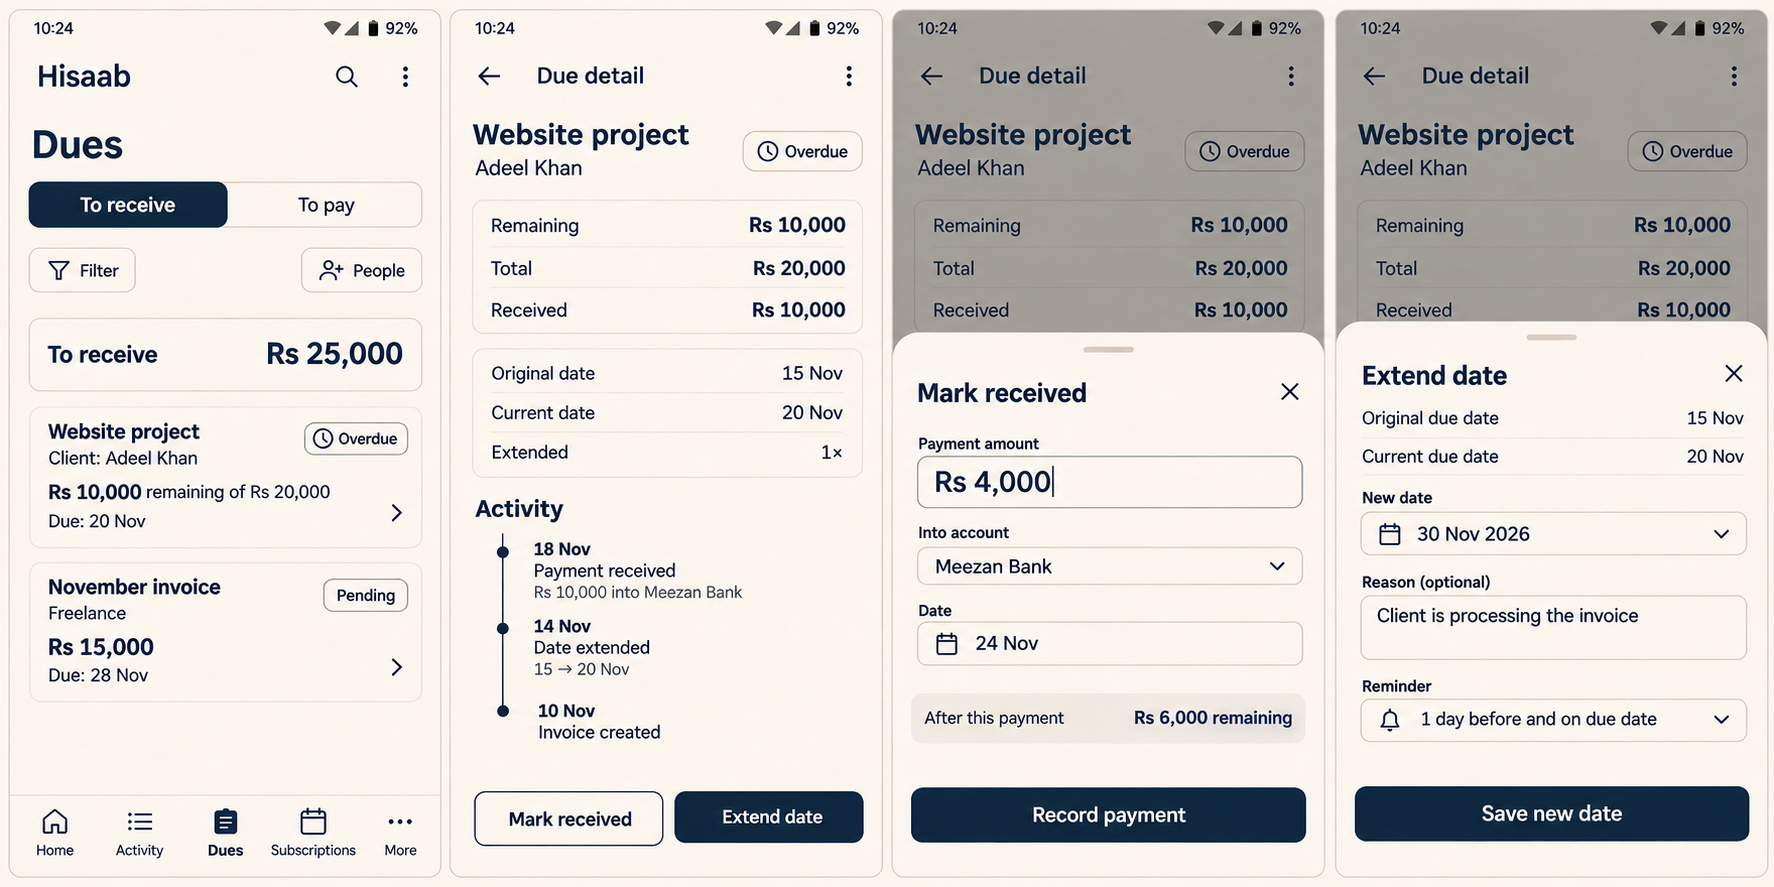 10:24
92%
Hisaab
Dues
To receive
To pay
Filter
People
To receive
Rs 25,000
Website project
Overdue
Client: Adeel Khan
Rs 10,000 remaining of Rs 20,000
Due: 20 Nov
November invoice
Pending
Freelance
Rs 15,000
Due: 28 Nov
Home
Activity
Dues
Subscriptions
More
10:24
92%
Due detail
Website project
Overdue
Adeel Khan
Remaining
Rs 10,000
Total
Rs 20,000
Received
Rs 10,000
Original date
15 Nov
Current date
20 Nov
Extended
1×
Activity
18 Nov
Payment received
Rs 10,000 into Meezan Bank
14 Nov
Date extended
15 → 20 Nov
10 Nov
Invoice created
Mark received
Extend date
10:24
92%
Due detail
Website project
Overdue
Adeel Khan
Remaining
Rs 10,000
Total
Rs 20,000
Received
Rs 10,000
Mark received
Payment amount
Rs 4,000
Into account
Meezan Bank
Date
24 Nov
After this payment
Rs 6,000 remaining
Record payment
10:24
92%
Due detail
Website project
Overdue
Adeel Khan
Remaining
Rs 10,000
Total
Rs 20,000
Received
Rs 10,000
Extend date
Original due date
15 Nov
Current due date
20 Nov
New date
30 Nov 2026
Reason (optional)
Client is processing the invoice
Reminder
1 day before and on due date
Save new date